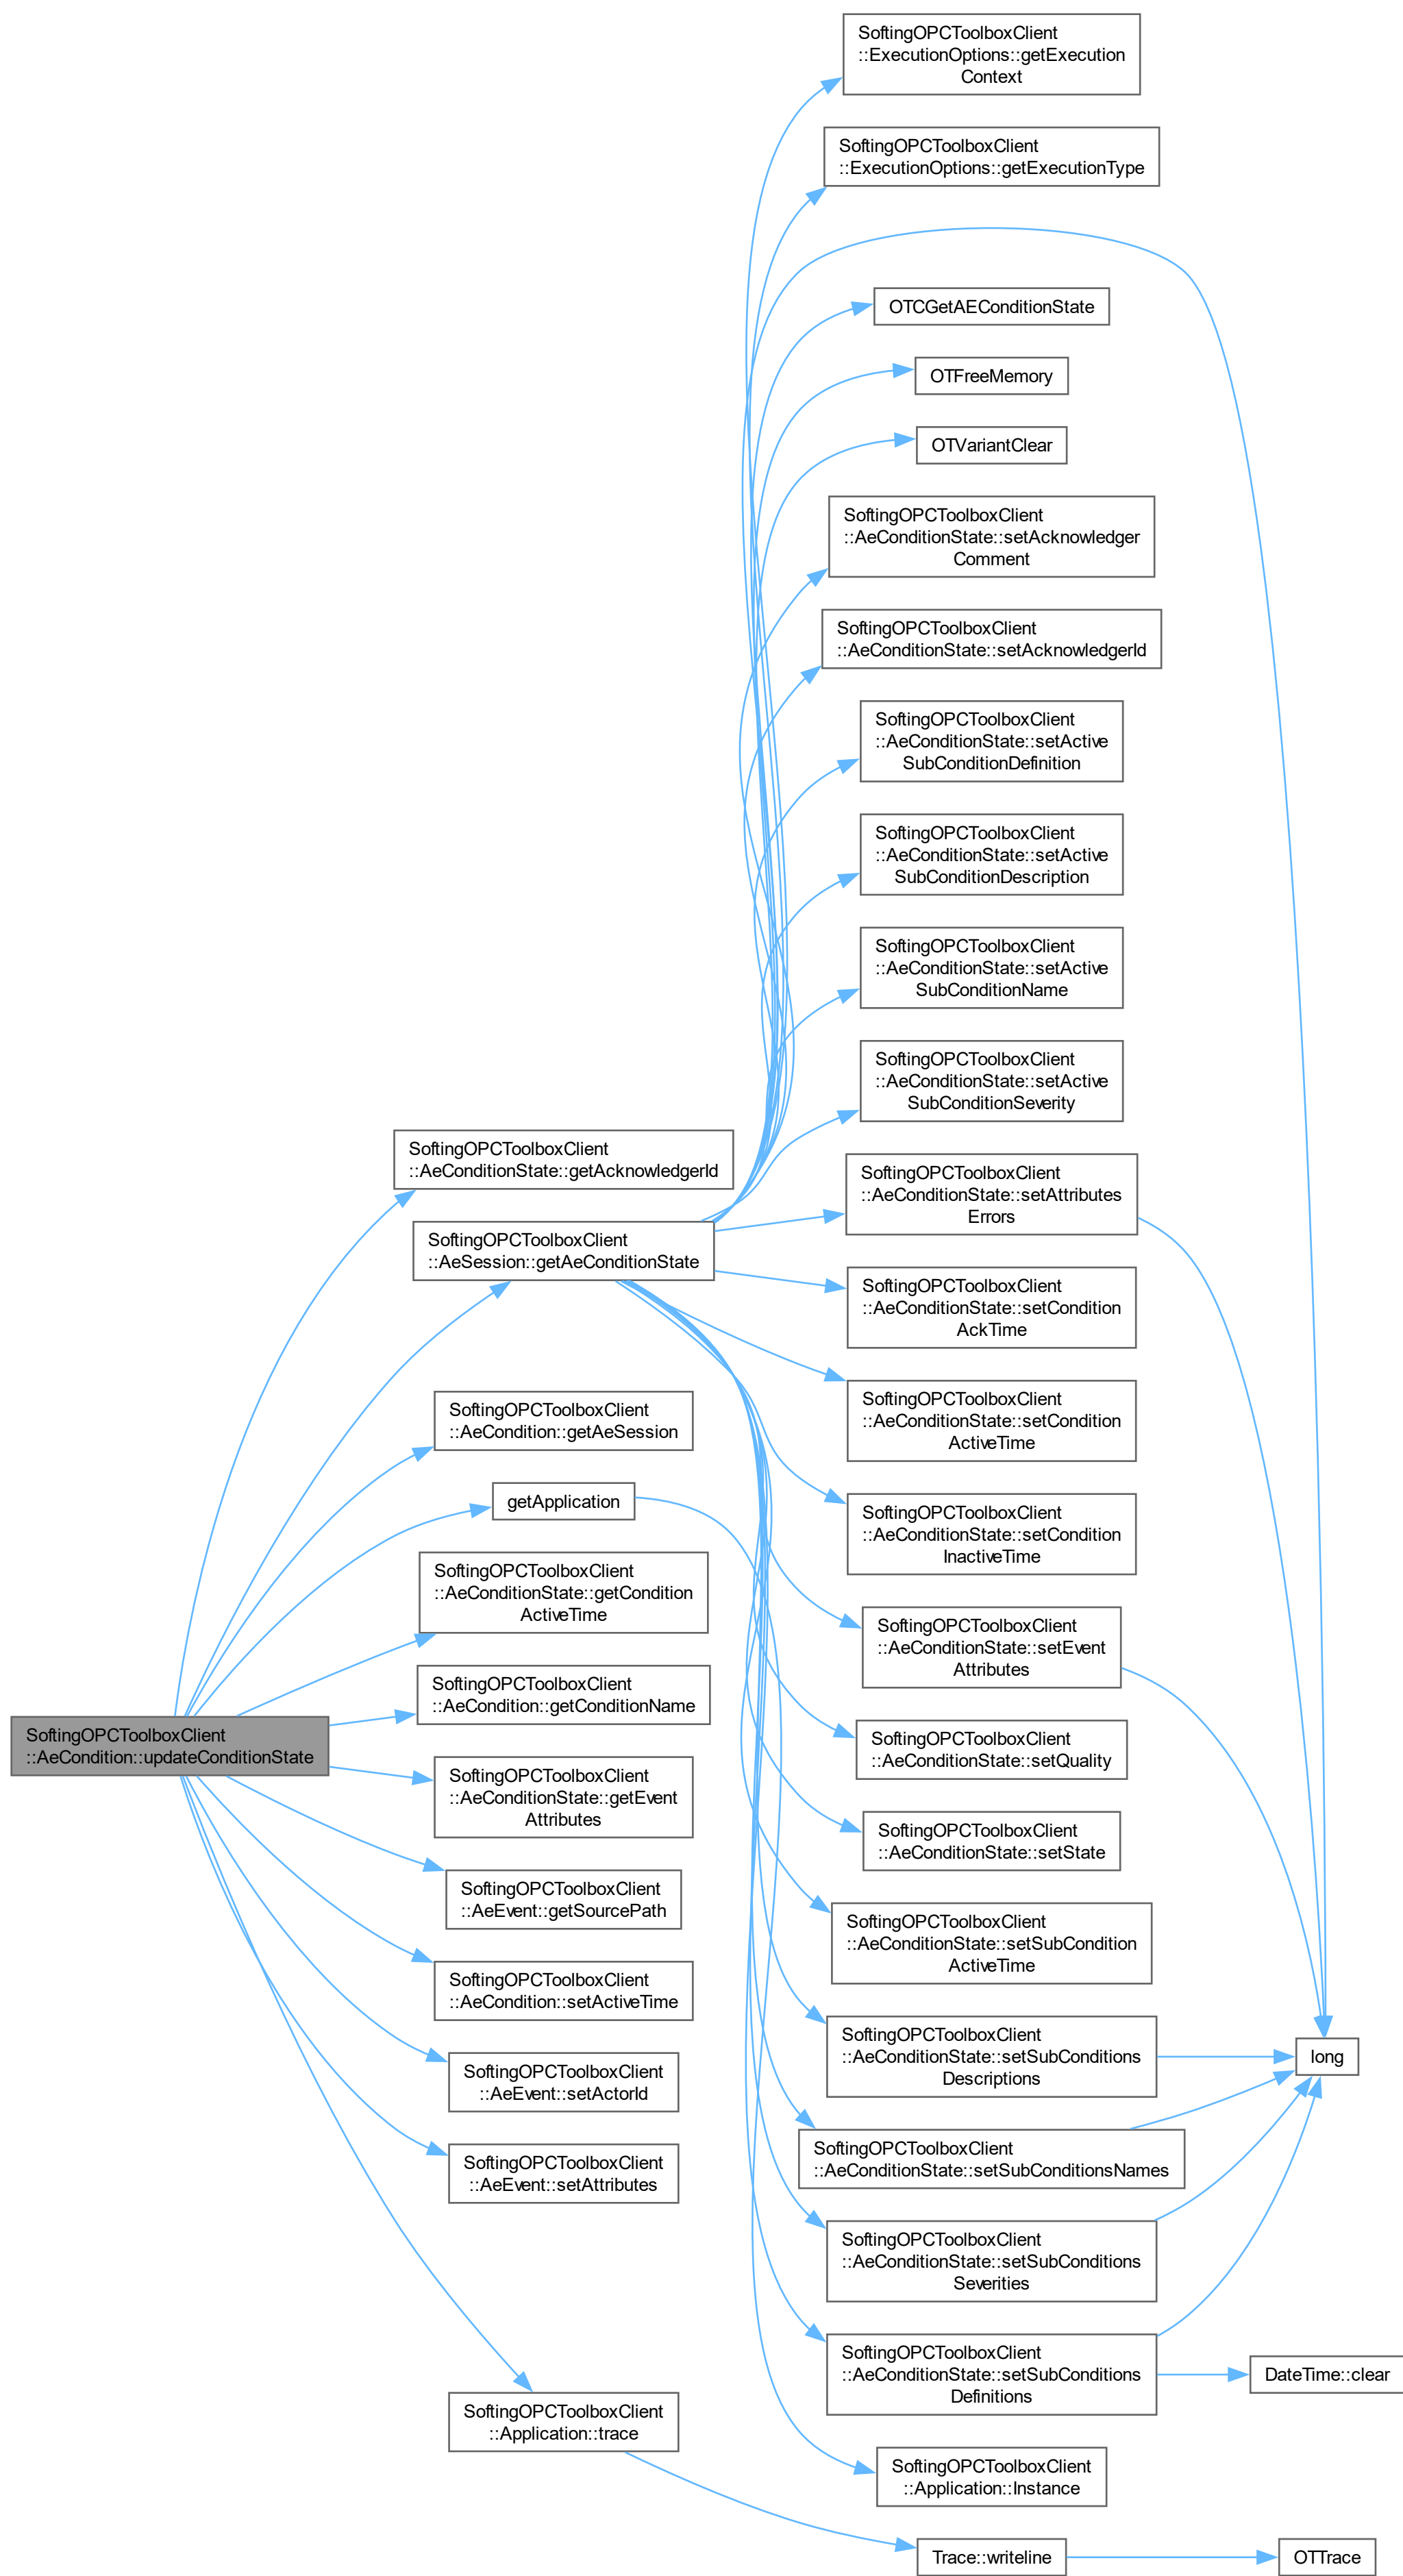 SoftingOPCToolboxClient
::ExecutionOptions::getExecution
Context
SoftingOPCToolboxClient
::ExecutionOptions::getExecutionType
OTCGetAEConditionState
OTFreeMemory
OTVariantClear
SoftingOPCToolboxClient
::AeConditionState::setAcknowledger
Comment
SoftingOPCToolboxClient
::AeConditionState::setAcknowledgerId
SoftingOPCToolboxClient
::AeConditionState::setActive
SubConditionDefinition
SoftingOPCToolboxClient
::AeConditionState::setActive
SubConditionDescription
SoftingOPCToolboxClient
::AeConditionState::setActive
SubConditionName
SoftingOPCToolboxClient
::AeConditionState::setActive
SubConditionSeverity
SoftingOPCToolboxClient
::AeConditionState::getAcknowledgerId
SoftingOPCToolboxClient
::AeConditionState::setAttributes
Errors
SoftingOPCToolboxClient
::AeSession::getAeConditionState
SoftingOPCToolboxClient
::AeConditionState::setCondition
AckTime
SoftingOPCToolboxClient
::AeCondition::getAeSession
SoftingOPCToolboxClient
::AeConditionState::setCondition
ActiveTime
getApplication
SoftingOPCToolboxClient
::AeConditionState::setCondition
InactiveTime
SoftingOPCToolboxClient
::AeConditionState::getCondition
ActiveTime
SoftingOPCToolboxClient
::AeConditionState::setEvent
Attributes
SoftingOPCToolboxClient
::AeCondition::getConditionName
SoftingOPCToolboxClient
::AeCondition::updateConditionState
SoftingOPCToolboxClient
::AeConditionState::setQuality
SoftingOPCToolboxClient
::AeConditionState::getEvent
Attributes
SoftingOPCToolboxClient
::AeConditionState::setState
SoftingOPCToolboxClient
::AeEvent::getSourcePath
SoftingOPCToolboxClient
::AeConditionState::setSubCondition
ActiveTime
SoftingOPCToolboxClient
::AeCondition::setActiveTime
SoftingOPCToolboxClient
::AeConditionState::setSubConditions
Descriptions
long
SoftingOPCToolboxClient
::AeEvent::setActorId
SoftingOPCToolboxClient
::AeConditionState::setSubConditionsNames
SoftingOPCToolboxClient
::AeEvent::setAttributes
SoftingOPCToolboxClient
::AeConditionState::setSubConditions
Severities
SoftingOPCToolboxClient
::AeConditionState::setSubConditions
Definitions
DateTime::clear
SoftingOPCToolboxClient
::Application::trace
SoftingOPCToolboxClient
::Application::Instance
Trace::writeline
OTTrace